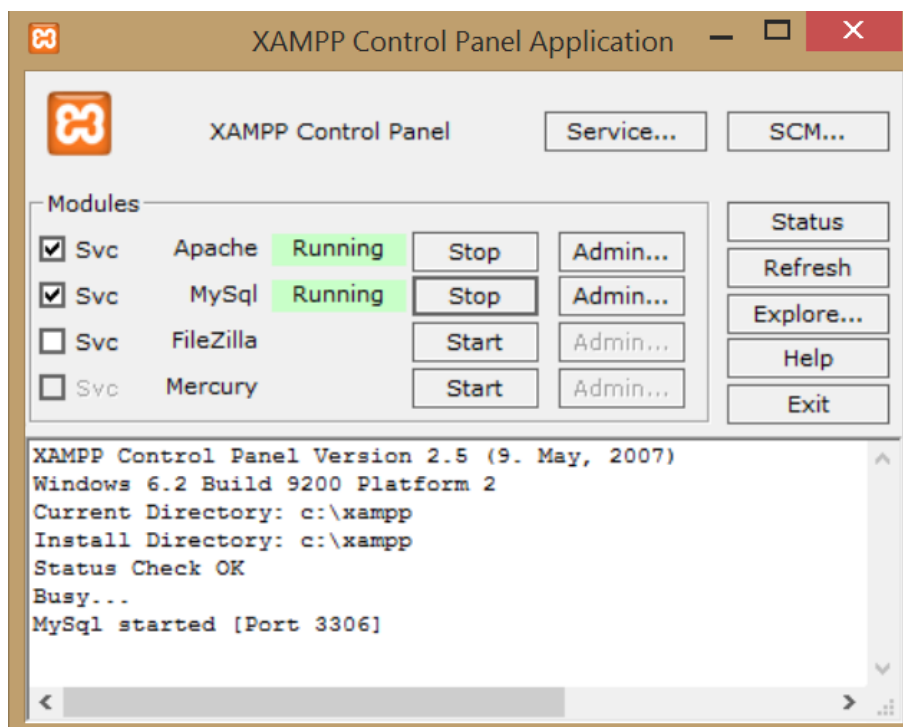 XAMPP Control Panel Application
XAMPP Control Panel Service... SCM...
Modules
Svc Apache Running Stop Admin...
Svc MySql Running Stop Admin...
Svc FileZilla Start Admin...
Svc Mercury Start Admin...
Status
Refresh
Explore...
Help
Exit
XAMPP Control Panel Version 2.5 (9. May, 2007)
Windows 6.2 Build 9200 Platform 2
Current Directory: c:\xampp
Install Directory: c:\xampp
Status Check OK
Busy...
MySql started [Port 3306]